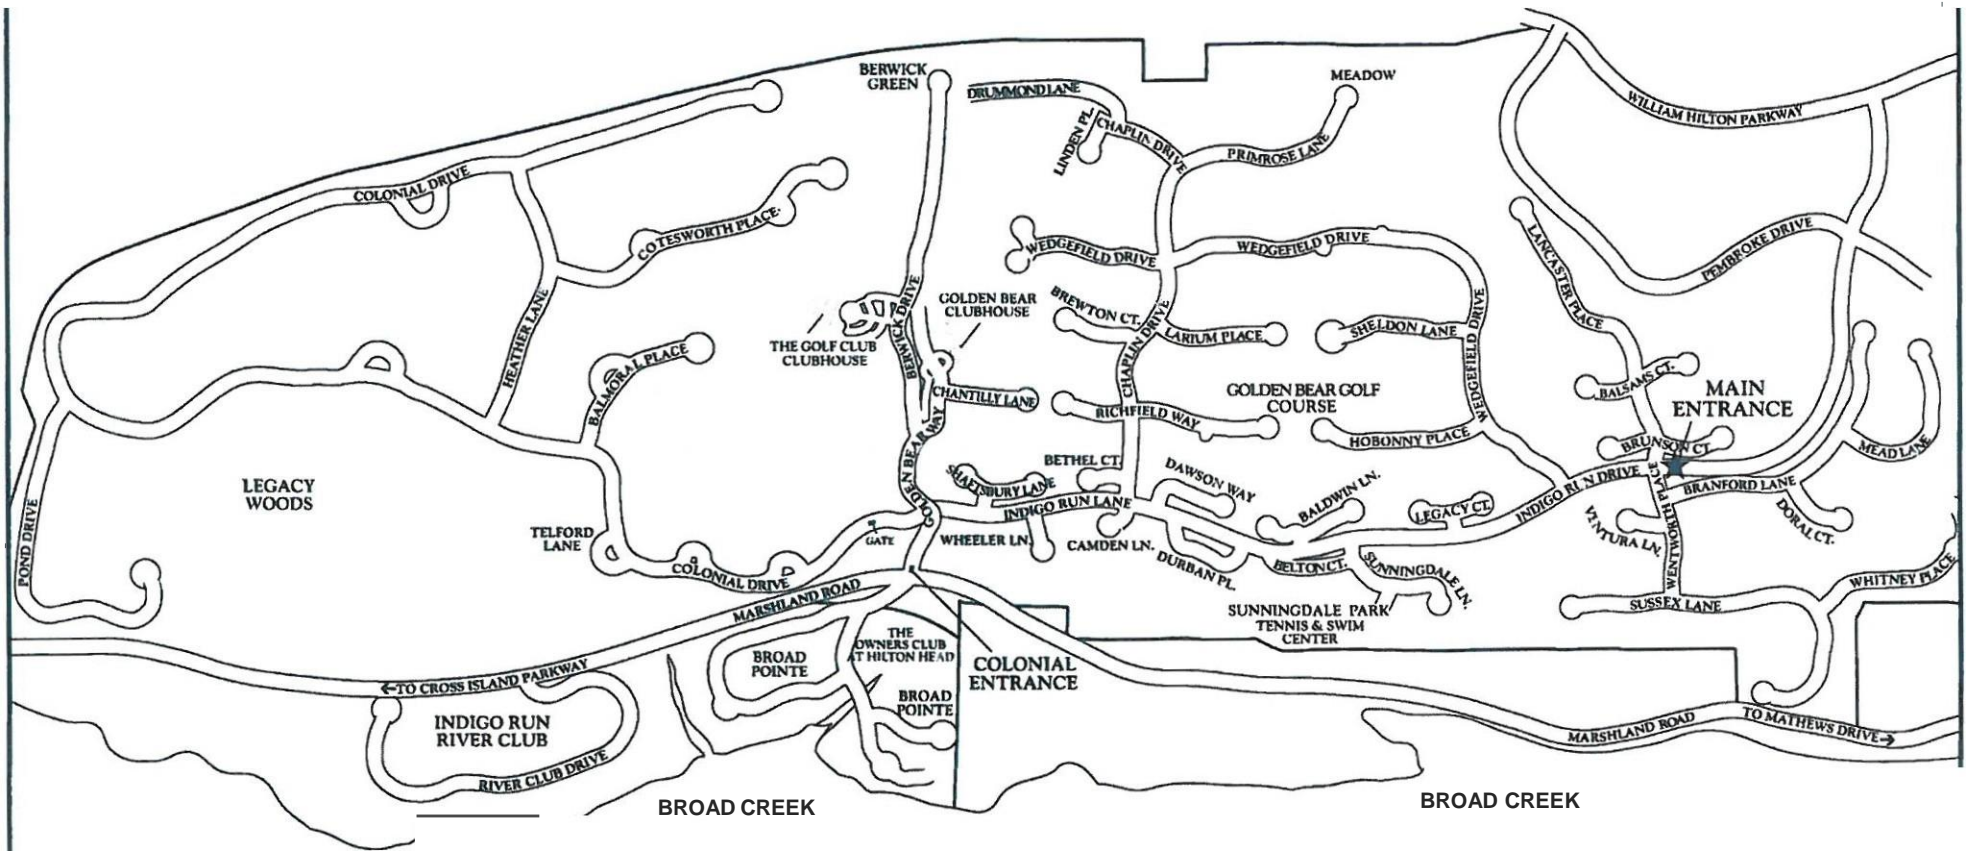 BERWICK
GREEN
DRUMMOND LANE
MEADOW
WILLIAM HILTON PARKWAY
LINDEN PL.
CHAPLIN DRIVE
PRIMROSE LANE
COLONIAL DRIVE
COTESWORTH PLACE
WEDGEFIELD DRIVE
WEDGEFIELD DRIVE
LANCASTER PLACE
PEMBROKE DRIVE
HEATHER LANE
BERWICK DRIVE
GOLDEN BEAR
CLUBHOUSE
BREWTON CT.
CHAPLIN DRIVE
LARIUM PLACE
SHELDON LANE
WEDGEFIELD DRIVE
THE GOLF CLUB
CLUBHOUSE
BERWICK DRIVE
BALMORAL PLACE
CHANTILLY LANE
RICHFIELD WAY
GOLDEN BEAR GOLF
COURSE
WEDGEFIELD DRIVE
HOBONNY PLACE
BALSAMS CT.
MAIN
ENTRANCE
BRUNSON CT.
MEAD LANE
LEGACY
WOODS
GOLDEN BEAR WAY
SHAFTSBURY LANE
BETHEL CT.
DAWSON WAY
INDIGO RUN LANE
BALDWIN LN.
LEGACY CT.
INDIGO RUN DRIVE
BRANFORD LANE
WENTWORTH PLACE
VENTURA LN.
DORAL CT.
POND DRIVE
TELFORD
LANE
GATE
WHEELER LN.
CAMDEN LN.
DURBAN PL.
BELTON CT.
SUNNINGDALE LN.
COLONIAL DRIVE
MARSHLAND ROAD
SUNNINGDALE PARK
TENNIS & SWIM
CENTER
SUSSEX LANE
WHITNEY PLACE
BROAD
POINTE
THE
OWNERS CLUB
AT HILTON HEAD
BROAD
POINTE
COLONIAL
ENTRANCE
←TO CROSS ISLAND PARKWAY
INDIGO RUN
RIVER CLUB
RIVER CLUB DRIVE
MARSHLAND ROAD
TO MATHEWS DRIVE→
BROAD CREEK
BROAD CREEK